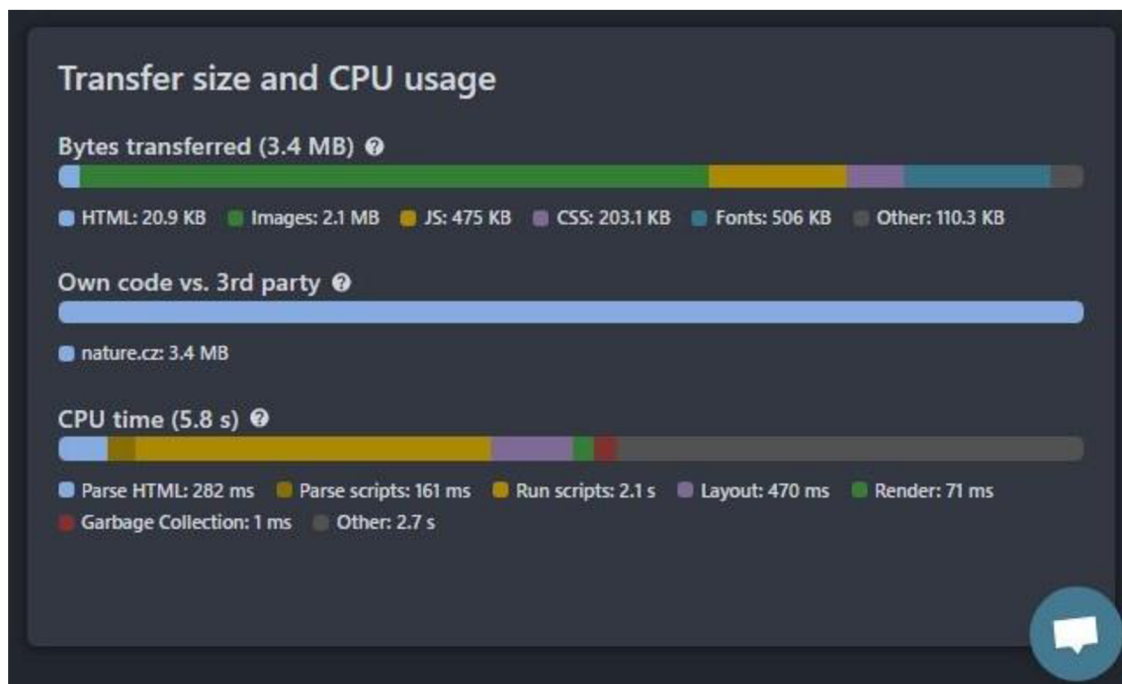 Transfer size and CPU usage
Bytes transferred (3.4 MB) ?
HTML: 20.9 KB Images: 2.1 MB JS: 475 KB CSS: 203.1 KB Fonts: 506 KB Other: 110.3 KB
Own code vs. 3rd party ?
nature.cz: 3.4 MB
CPU time (5.8 s) ?
Parse HTML: 282 ms Parse scripts: 161 ms Run scripts: 2.1 s Layout: 470 ms Render: 71 ms
Garbage Collection: 1 ms Other: 2.7 s